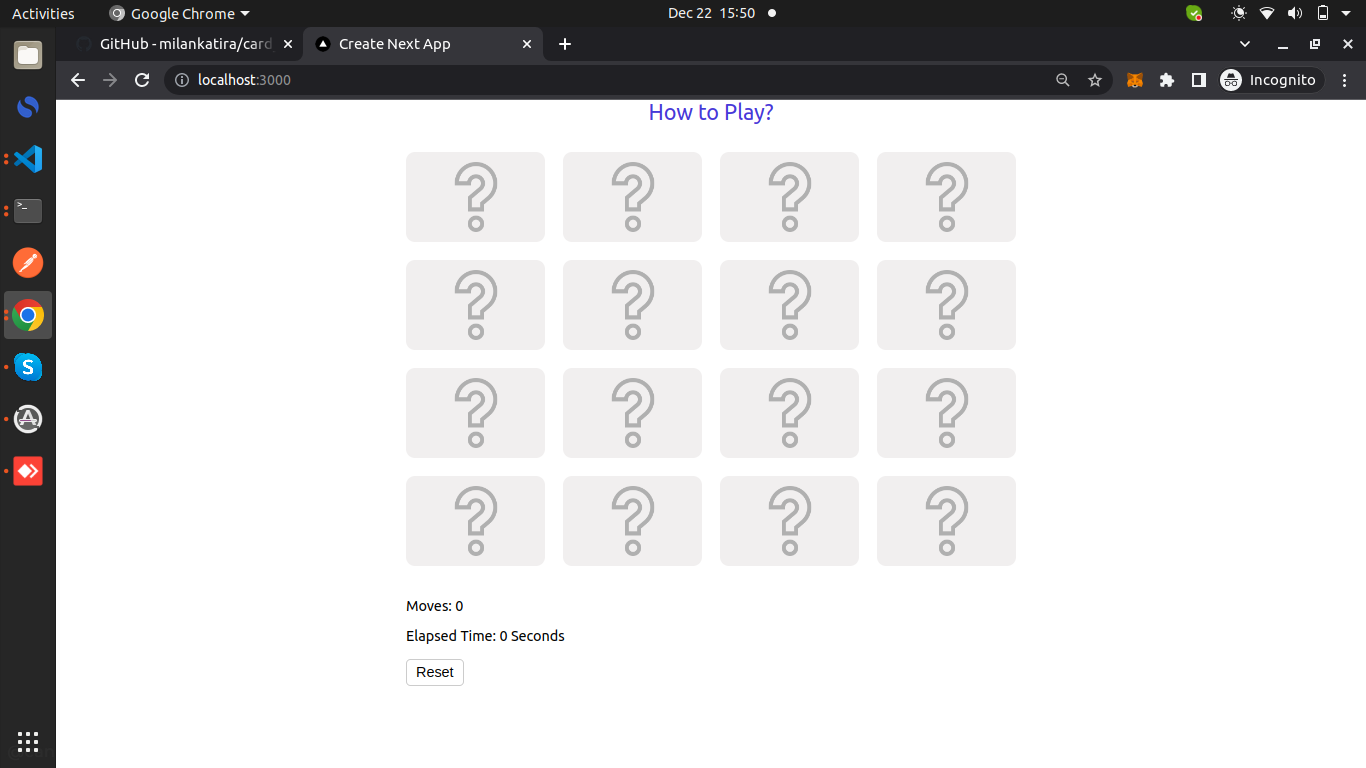 Activities Google Chrome Dec 22 15:50
GitHub - milankatira/card Create Next App
localhost:3000 Incognito
How to Play?
? ? ? ?
? ? ? ?
? ? ? ?
? ? ? ?
Moves: 0
Elapsed Time: 0 Seconds
Reset